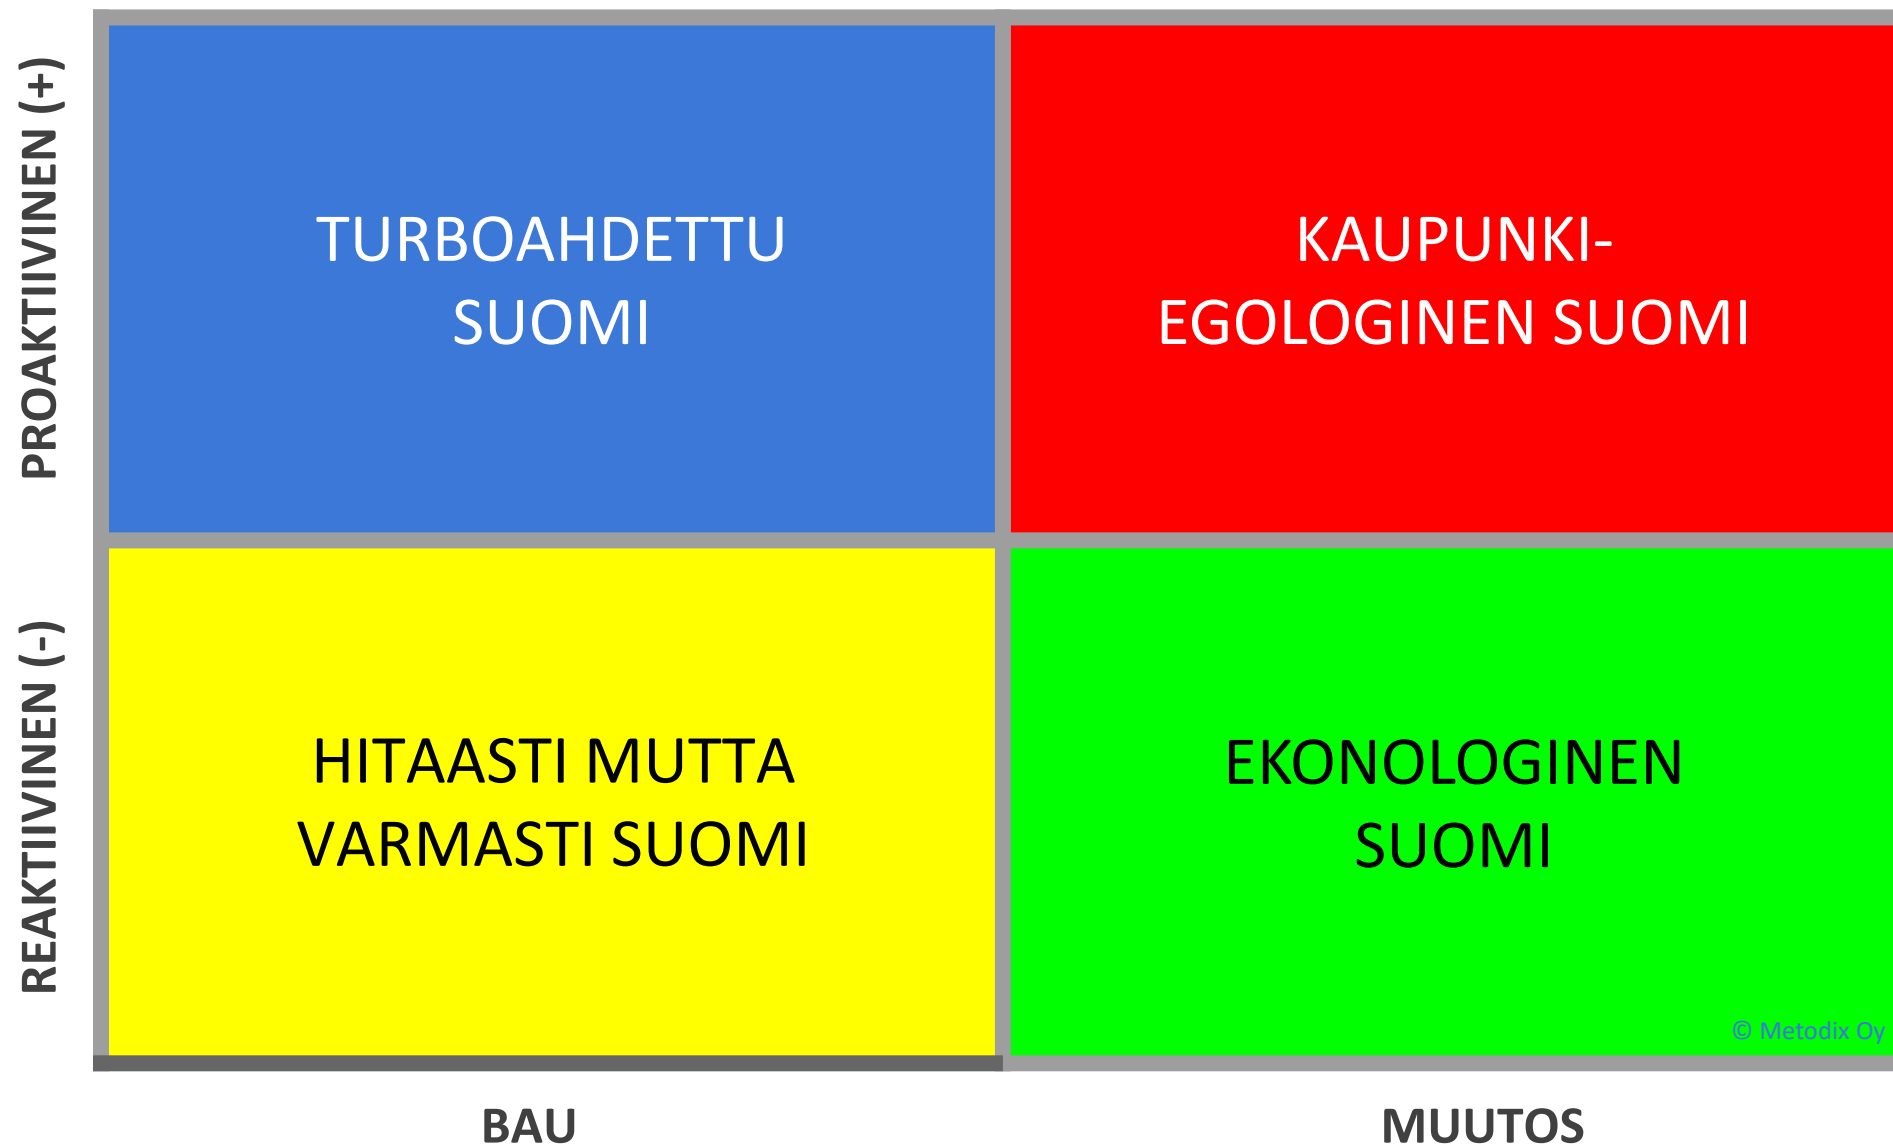 PROAKTIIVINEN (+)
TURBOAHDETTU
SUOMI
KAUPUNKI-
EGOLOGINEN SUOMI
REAKTIIVINEN (-)
HITAASTI MUTTA
VARMASTI SUOMI
EKONOLOGINEN
SUOMI
© Metodix Oy
BAU
MUUTOS